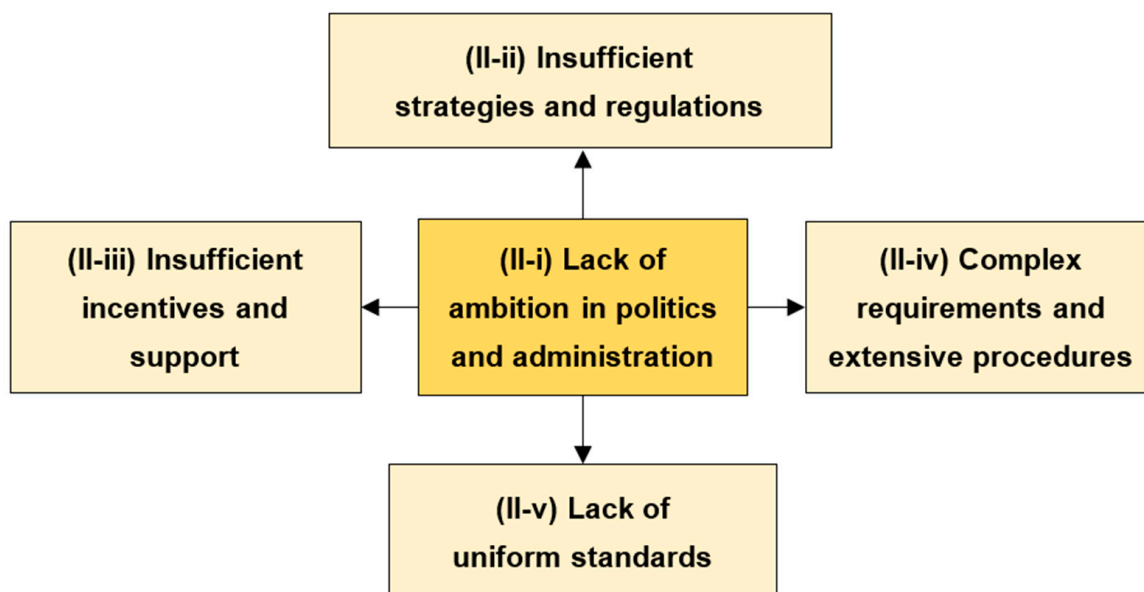 (II-ii) Insufficient
strategies and regulations
(II-iii) Insufficient
incentives and
support
(II-i) Lack of
ambition in politics
and administration
(II-iv) Complex
requirements and
extensive procedures
(II-v) Lack of
uniform standards